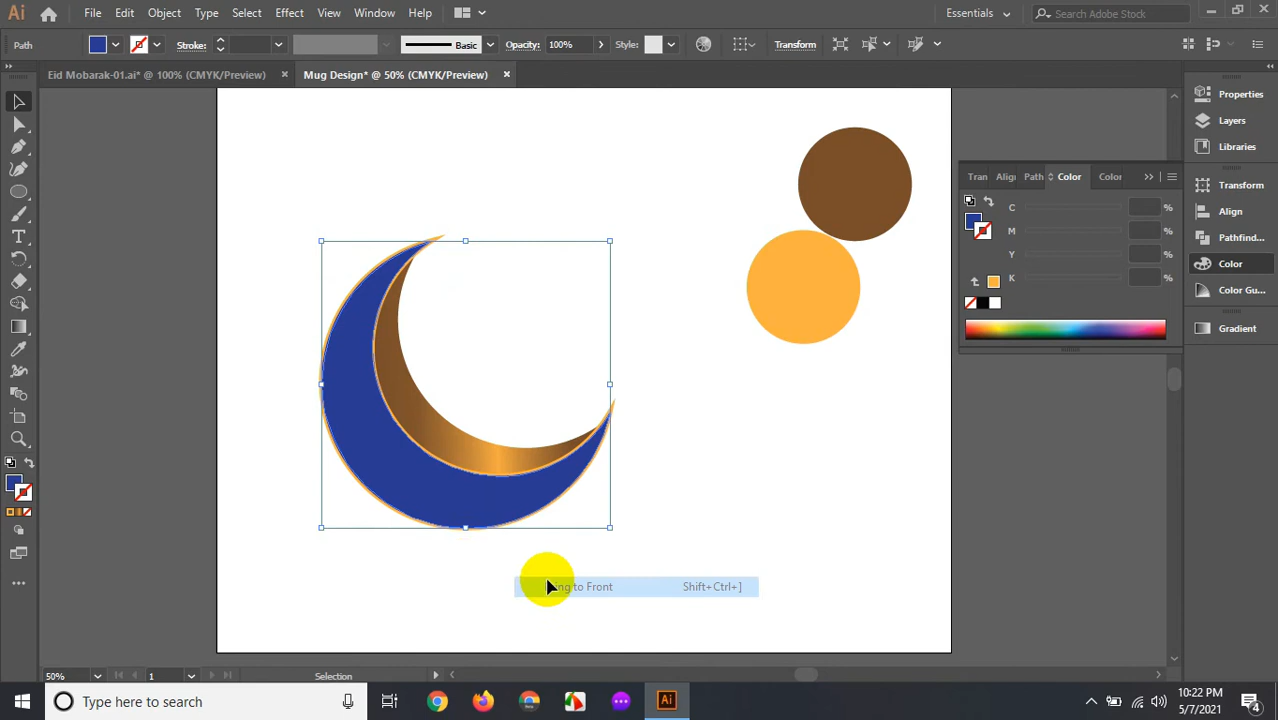 Ai File Edit Object Type Select Effect View Window Help Essentials Search Adobe Stock
Path Stroke: Basic Opacity: 100% Style: Transform
Eid Mobarak-01.ai* @ 100% (CMYK/Preview) × Mug Design* @ 50% (CMYK/Preview) ×
Properties
Layers
Libraries
Tran Aligi Path Color Color
Transform
C %
Align
M %
Pathfind...
Y %
Color
K %
Color Gu...
Gradient
to Front Shift+Ctrl+]
50% 1 Selection
Type here to search Ai 10:22 PM
5/7/2021 4